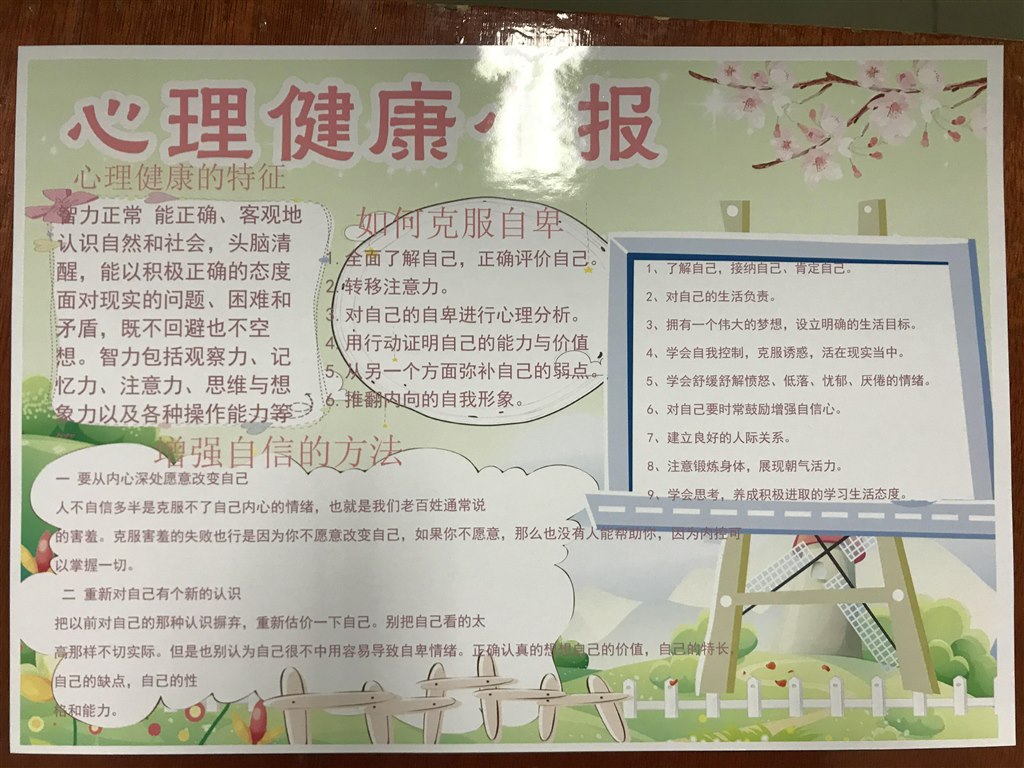 心理健康 报
心理健康的特征
智力正常 能正确、客观地
认识自然和社会，头脑清
醒，能以积极正确的态度
面对现实的问题、困难和
矛盾，既不回避也不空
想。智力包括观察力、记
忆力、注意力、思维与想
象力以及各种操作能力等
如何克服自卑
1. 全面了解自己，正确评价自己。
2. 转移注意力。
3. 对自己的自卑进行心理分析。
4. 用行动证明自己的能力与价值
5. 从另一个方面弥补自己的弱点。
6. 推翻内向的自我形象。
1、了解自己，接纳自己、肯定自己。
2、对自己的生活负责。
3、拥有一个伟大的梦想，设立明确的生活目标。
4、学会自我控制，克服诱惑，活在现实当中。
5、学会舒缓舒解愤怒、低落、忧郁、厌倦的情绪。
6、对自己要时常鼓励增强自信心。
7、建立良好的人际关系。
8、注意锻炼身体，展现朝气活力。
9、学会思考，养成积极进取的学习生活态度。
增强自信的方法
一 要从内心深处愿意改变自己
人不自信多半是克服不了自己内心的情绪，也就是我们老百姓通常说
的害羞。克服害羞的失败也行是因为你不愿意改变自己，如果你不愿意，那么也没有人能帮助你，因为内控可
以掌握一切。
二 重新对自己有个新的认识
把以前对自己的那种认识摒弃，重新估价一下自己。别把自己看的太
高那样不切实际。但是也别认为自己很不中用容易导致自卑情绪。正确认真的想想自己的价值，自己的特长，
自己的缺点，自己的性
格和能力。